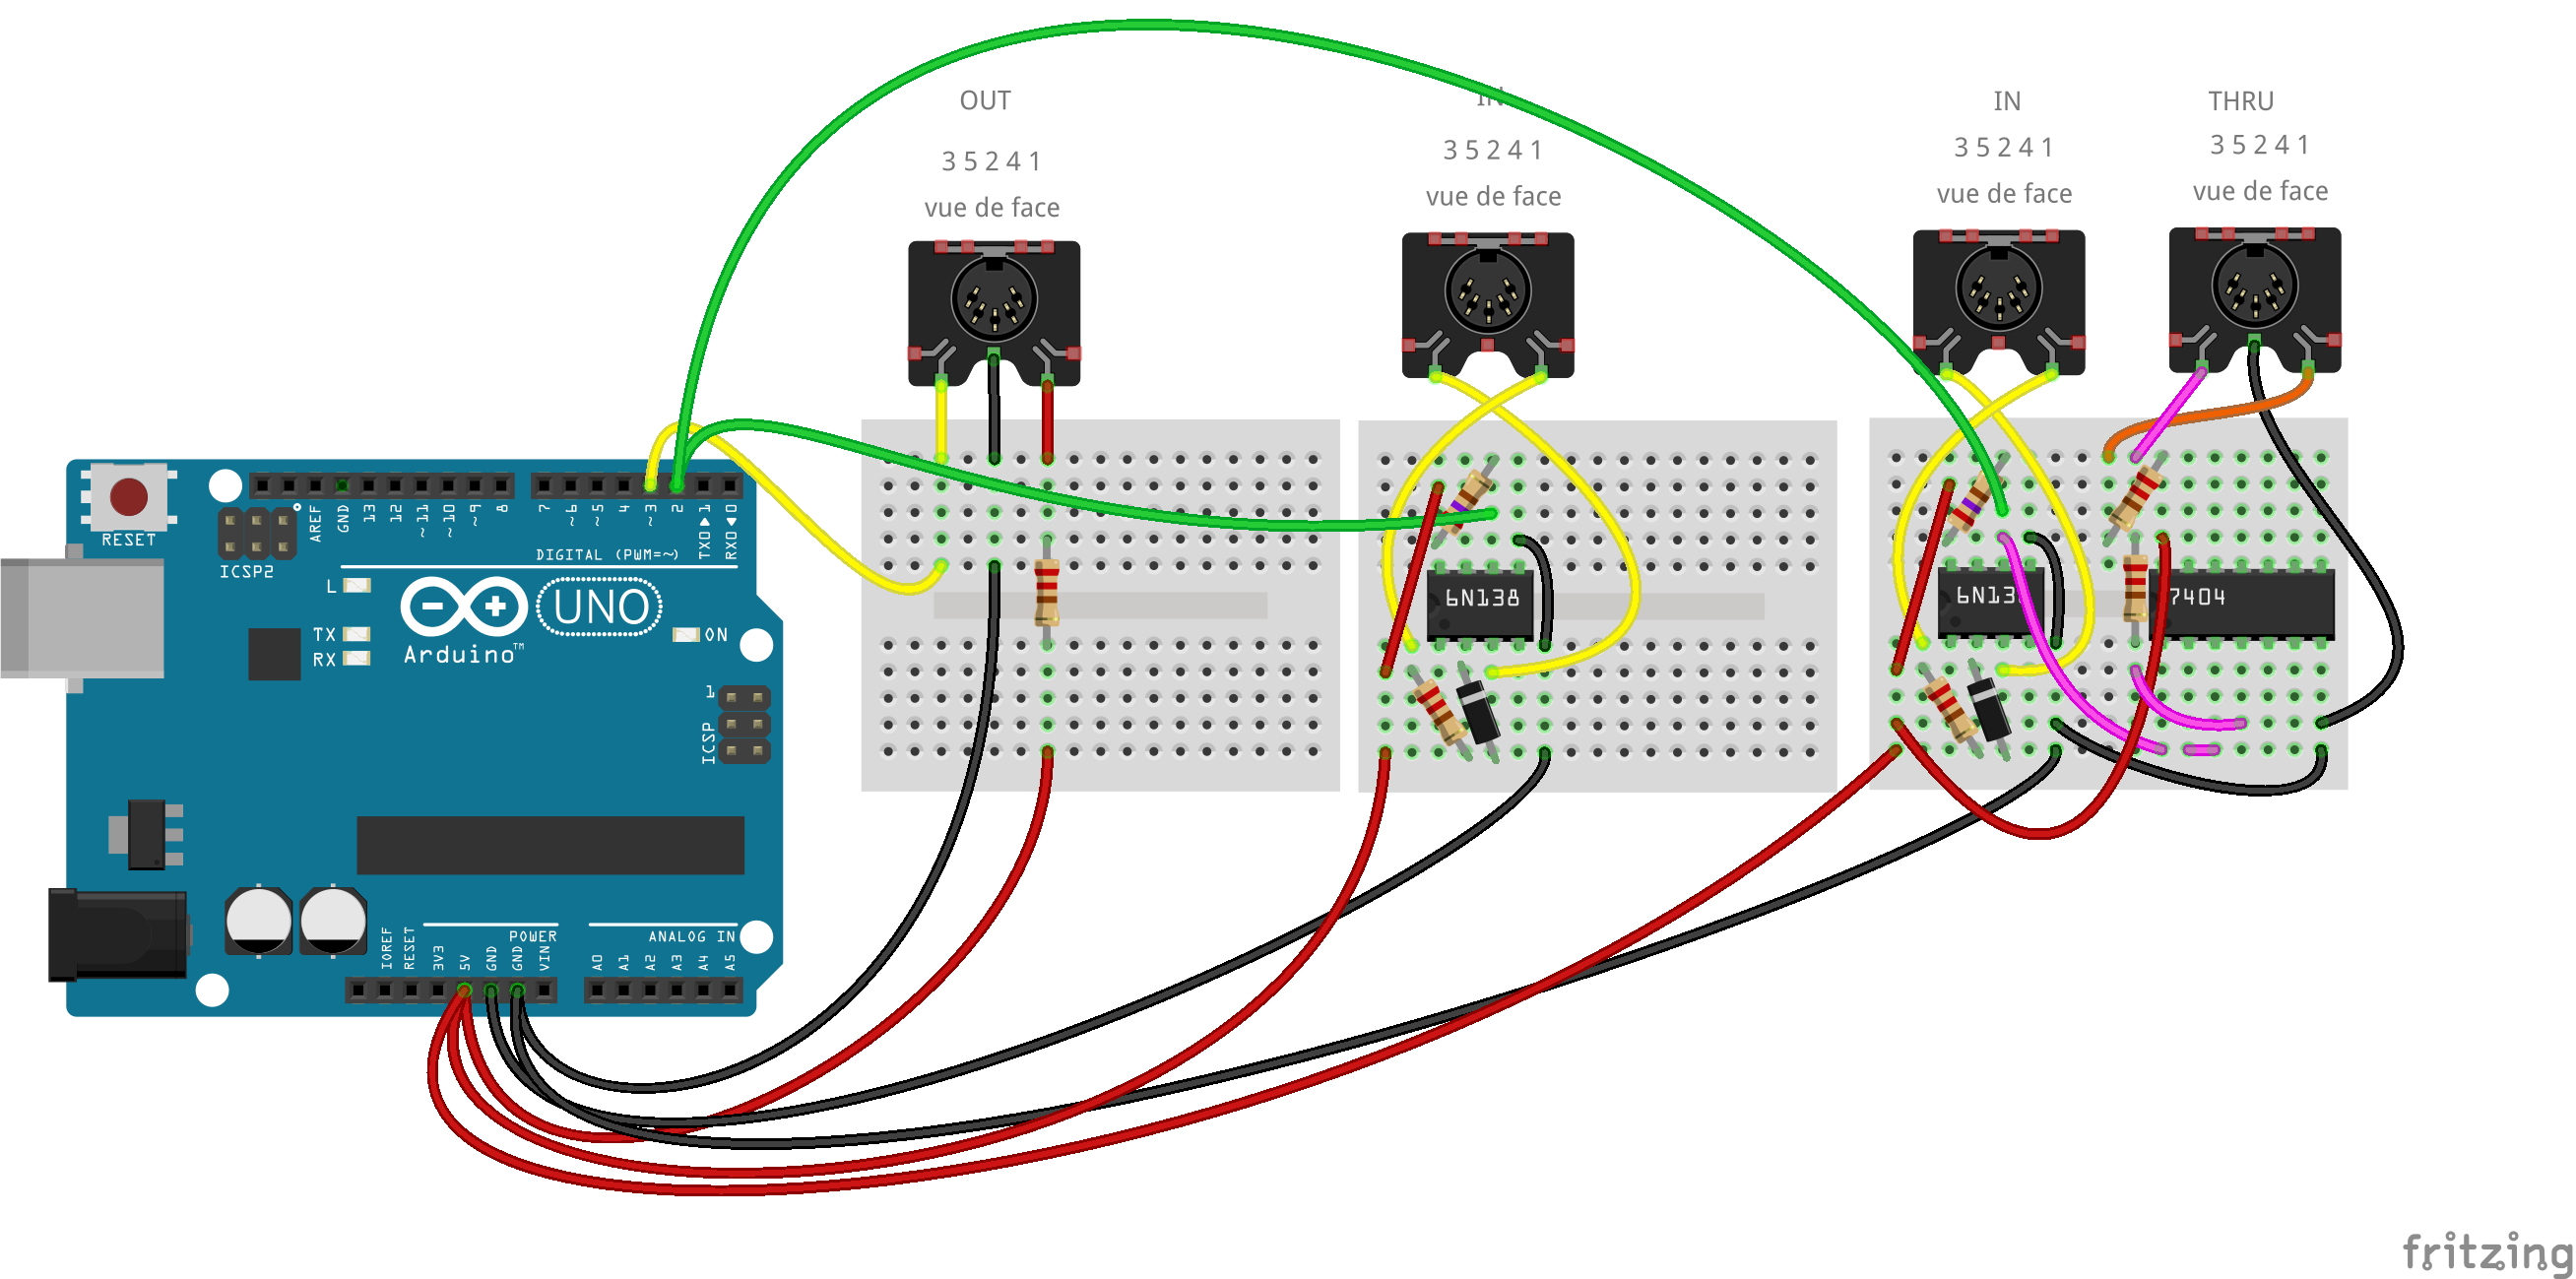 OUT
IN
IN
THRU
3 5 2 4 1
3 5 2 4 1
3 5 2 4 1
3 5 2 4 1
vue de face
vue de face
vue de face
vue de face
RESET
ICSP2
AREF
GND
13
12
~11
~10
~9
8
7
~6
~5
4
~3
2
TX0▶1
RX0◀0
DIGITAL (PWM=~)
L
TX
RX
UNO
ON
Arduino™
1
ICSP
6N138
6N13
7404
POWER
ANALOG IN
IOREF
RESET
3V3
5V
GND
GND
VIN
A0
A1
A2
A3
A4
A5
fritzing